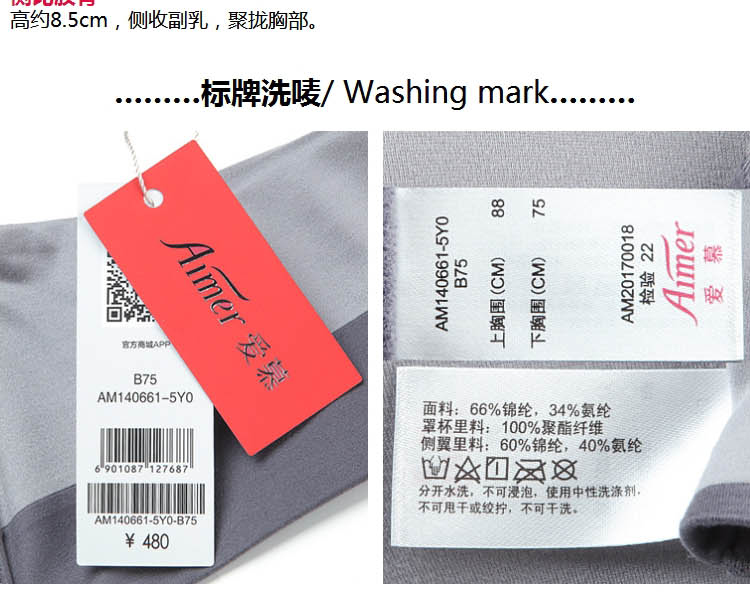 高约8.5cm，侧收副乳，聚拢胸部。
………标牌洗唛/ Washing mark………
Aimer 爱慕
官方商城APP
B75
AM140661-5Y0
6901087127687
AM140661-5Y0-B75
¥ 480
AM140661-5Y0
B75
上胸围(CM) 88
下胸围(CM) 75
AM20170018
检验 22
Aimer
爱慕
面料：66%锦纶，34%氨纶
罩杯里料：100%聚酯纤维
侧翼里料：60%锦纶，40%氨纶
分开水洗，不可浸泡，使用中性洗涤剂，
不可甩干或绞拧，不可干洗。